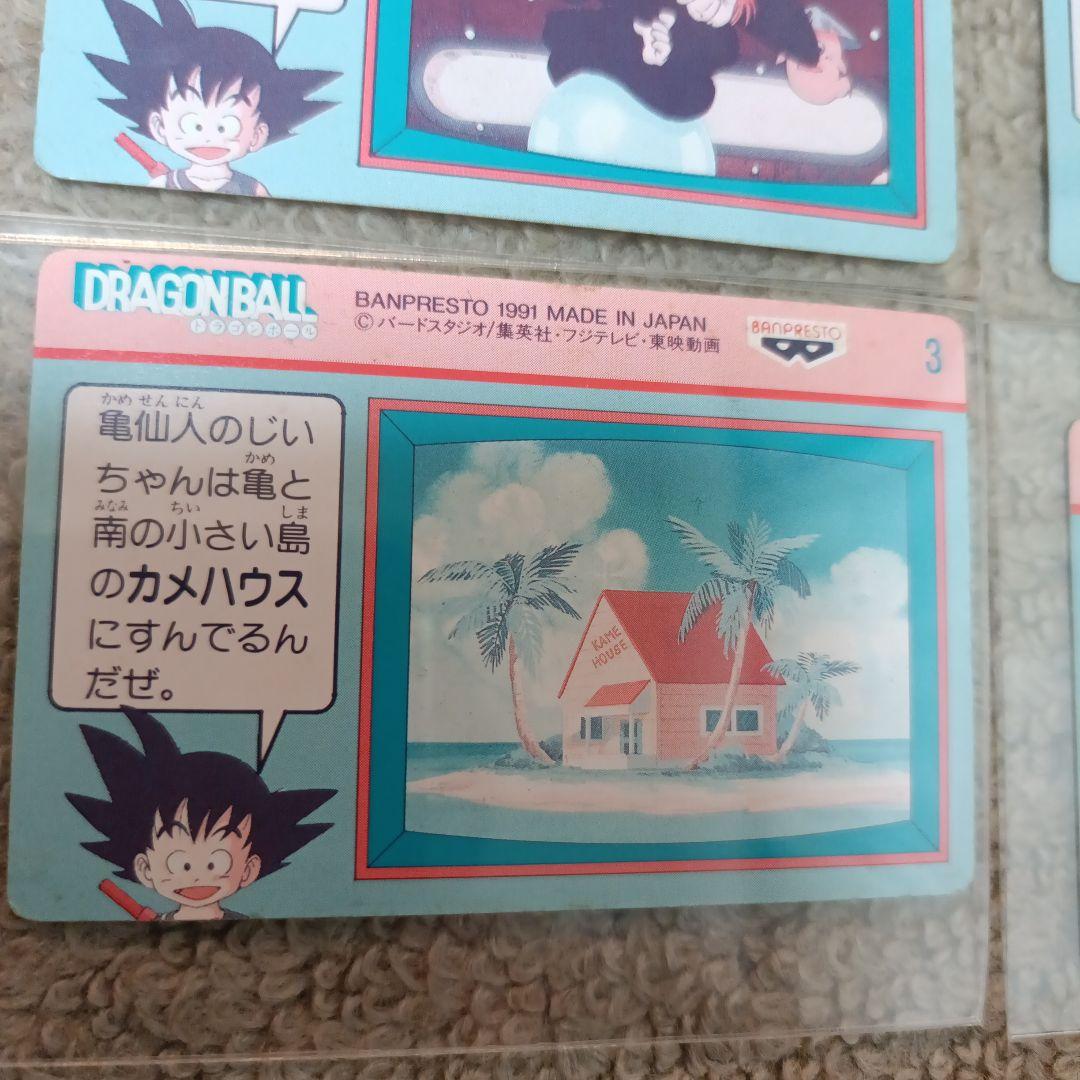 DRAGONBALL
ドラゴンボール
BANPRESTO 1991 MADE IN JAPAN
©バードスタジオ/集英社・フジテレビ・東映動画
BANPRESTO
3
かめせんにん
亀仙人のじい
かめ
ちゃんは亀と
みなみ ちい しま
南の小さい島
のカメハウス
にすんでるん
だぜ。
KAME
HOUSE